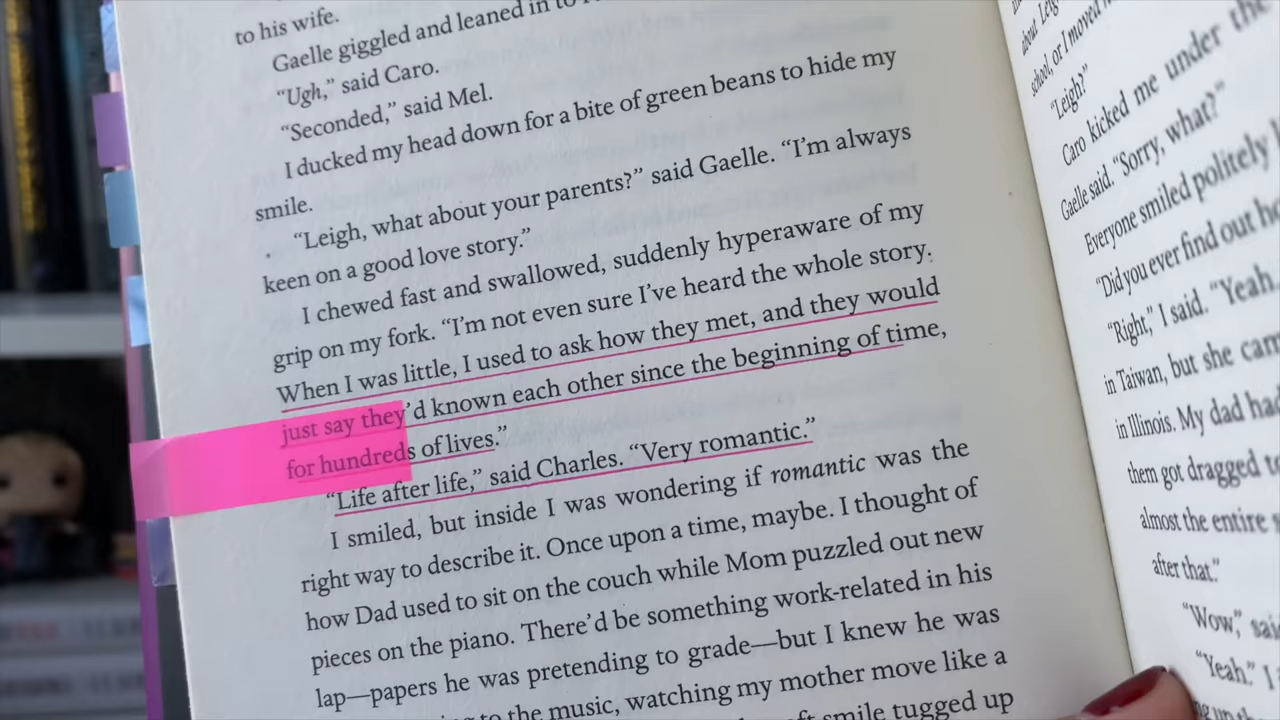 to his wife.
Gaelle giggled and leaned in to
"Ugh," said Caro.
"Seconded," said Mel.
I ducked my head down for a bite of green beans to hide my
smile.
"Leigh, what about your parents?" said Gaelle. "I'm always
keen on a good love story."
I chewed fast and swallowed, suddenly hyperaware of my
grip on my fork. "I'm not even sure I've heard the whole story.
When I was little, I used to ask how they met, and they would
just say they'd known each other since the beginning of time,
for hundreds of lives."
"Life after life," said Charles. "Very romantic."
I smiled, but inside I was wondering if romantic was the
right way to describe it. Once upon a time, maybe. I thought of
how Dad used to sit on the couch while Mom puzzled out new
pieces on the piano. There'd be something work-related in his
lap—papers he was pretending to grade—but I knew he was
to the music, watching my mother move like a
smile tugged up
about Leigh
school, or I moved
"Leigh?"
Caro kicked me under the
Gaelle said. "Sorry, what?"
Everyone smiled politely
"Did you ever find out
"Right," I said. "Yeah.
in Taiwan, but she
in Illinois. My dad had
them got dragged to
almost the entire
after that."
"Wow,"
"Yeah." I